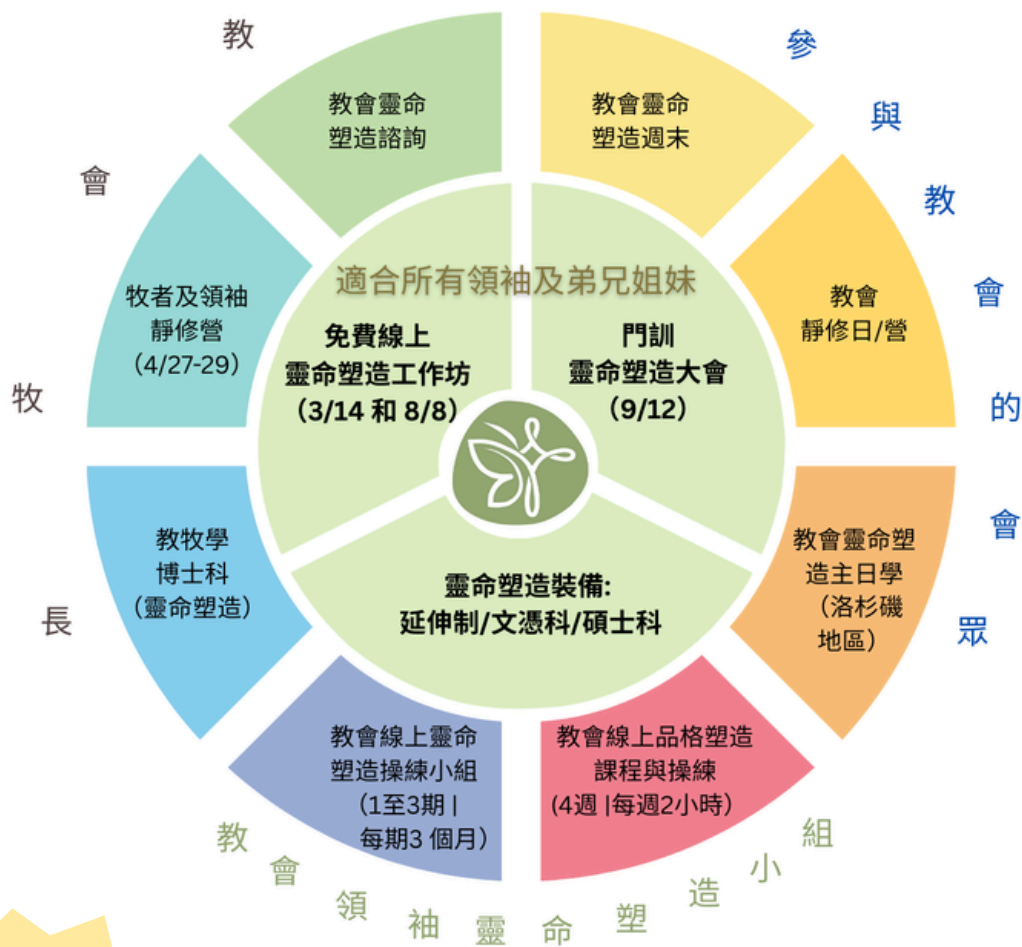 教會牧長
參與教會的會眾
教會領袖靈命塑造小組
教會靈命
塑造諮詢
教會靈命
塑造週末
牧者及領袖
靜修營
（4/27-29）
教會
靜修日/營
適合所有領袖及弟兄姐妹
免費線上
靈命塑造工作坊
（3/14 和 8/8）
門訓
靈命塑造大會
（9/12）
靈命塑造裝備:
延伸制/文憑科/碩士科
教牧學
博士科
（靈命塑造）
教會靈命塑
造主日學
（洛杉磯
地區）
教會線上靈命
塑造操練小組
（1至3期 |
每期3 個月）
教會線上品格塑造
課程與操練
(4週 |每週2小時）